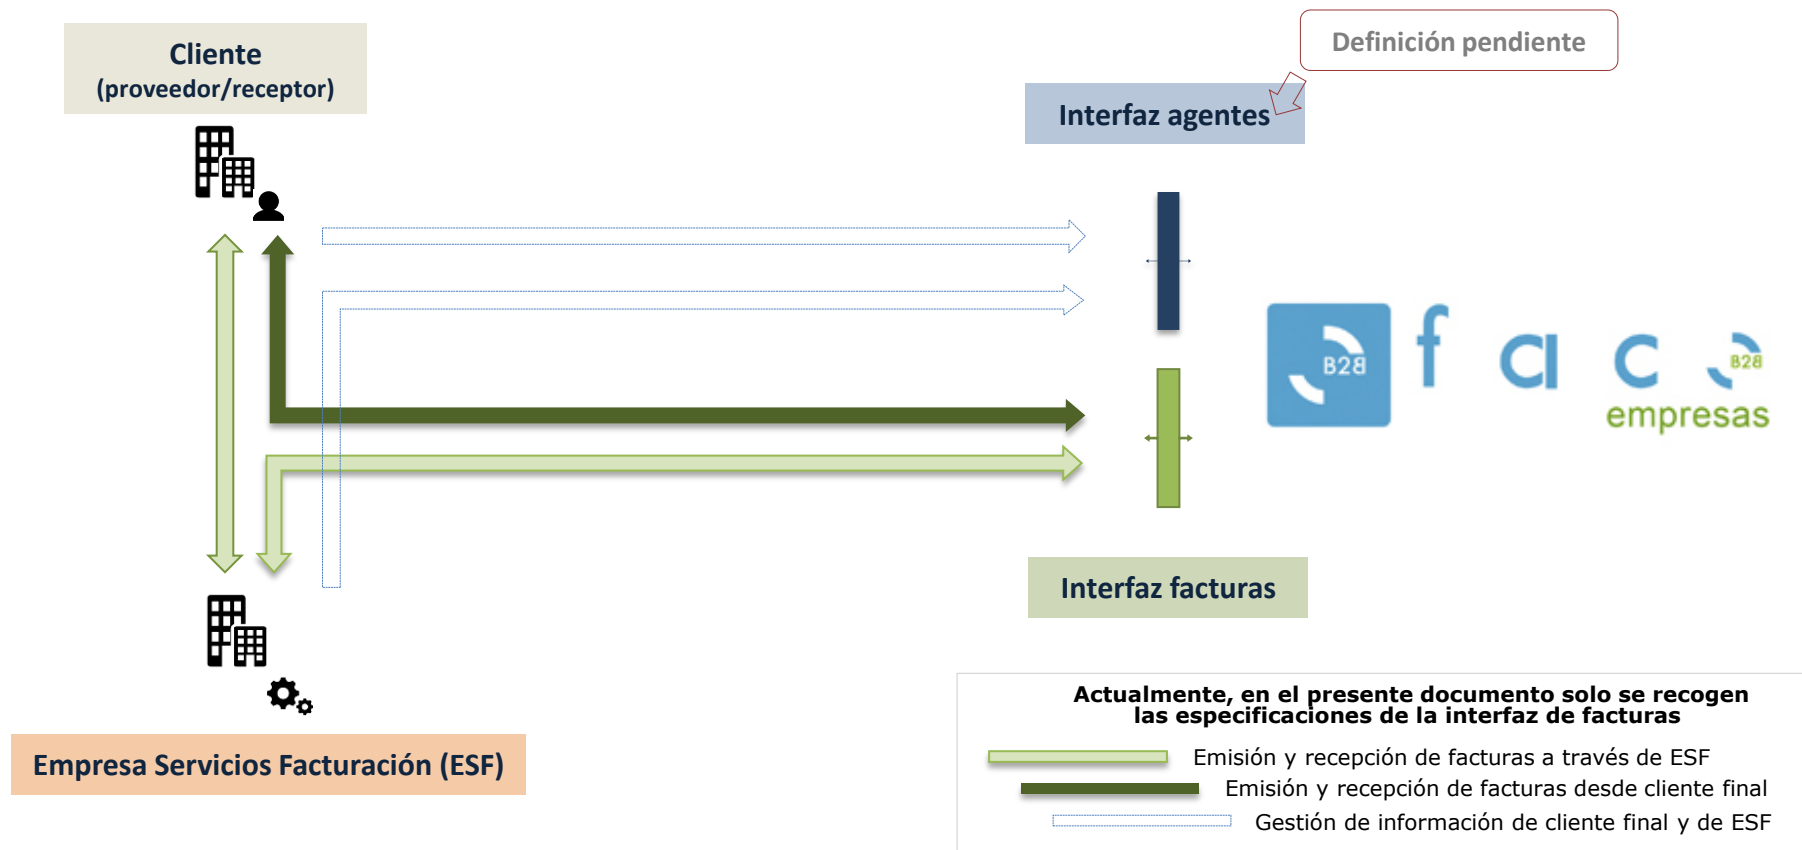 Definición pendiente
Cliente
(proveedor/receptor)
Interfaz agentes
B2B
f a c B2B
empresas
Interfaz facturas
Empresa Servicios Facturación (ESF)
Actualmente, en el presente documento solo se recogen
las especificaciones de la interfaz de facturas
Emisión y recepción de facturas a través de ESF
Emisión y recepción de facturas desde cliente final
Gestión de información de cliente final y de ESF